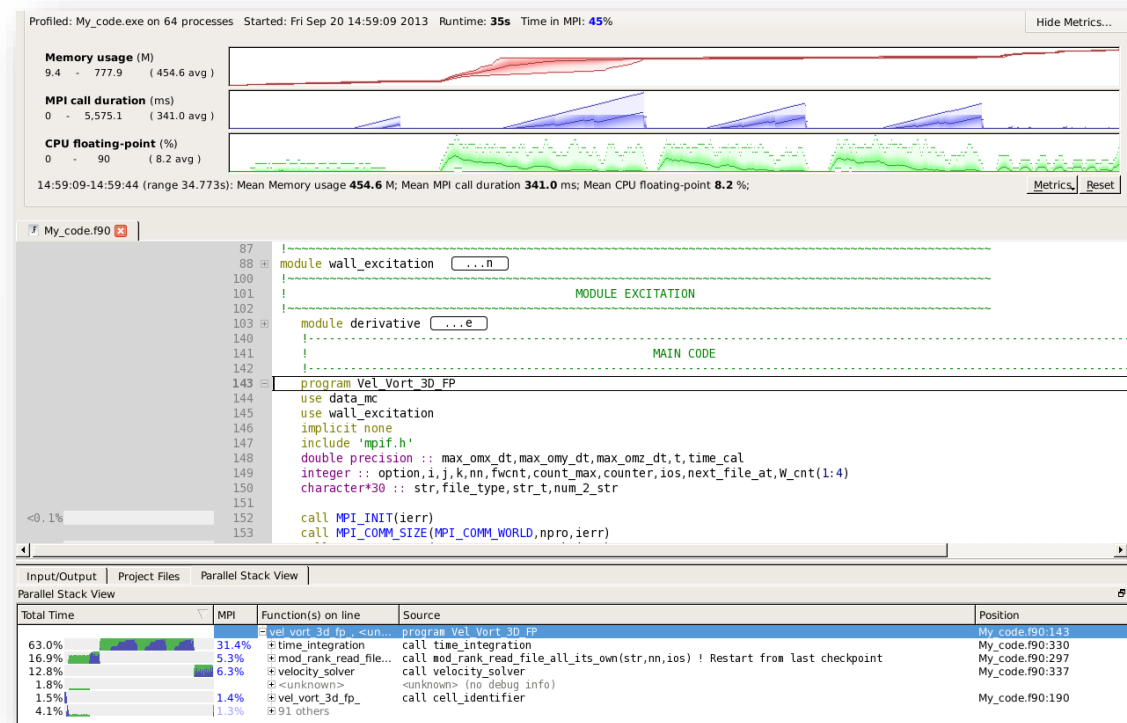 Profiled: My_code.exe on 64 processes Started: Fri Sep 20 14:59:09 2013 Runtime: 35s Time in MPI: 45%
Hide Metrics...
Memory usage (M)
9.4 - 777.9 ( 454.6 avg )
MPI call duration (ms)
0 - 5,575.1 ( 341.0 avg )
CPU floating-point (%)
0 - 90 ( 8.2 avg )
14:59:09-14:59:44 (range 34.773s): Mean Memory usage 454.6 M; Mean MPI call duration 341.0 ms; Mean CPU floating-point 8.2 %;
Metrics Reset
F My_code.f90
87 !~~~~~~~~~~~~~~~~~~~~~~~~~~~~~~~~~~~~~~~~~~~~~~~~~~~~~~~~~~~~~~~~~~~~~~~~~~~~~~~~~~~~~~~~~~~~~~~~~~~~
88 module wall_excitation ...n
100 !~~~~~~~~~~~~~~~~~~~~~~~~~~~~~~~~~~~~~~~~~~~~~~~~~~~~~~~~~~~~~~~~~~~~~~~~~~~~~~~~~~~~~~~~~~~~~~~~~~~~
101 ! MODULE EXCITATION
102 !~~~~~~~~~~~~~~~~~~~~~~~~~~~~~~~~~~~~~~~~~~~~~~~~~~~~~~~~~~~~~~~~~~~~~~~~~~~~~~~~~~~~~~~~~~~~~~~~~~~~
103 module derivative ...e
140 !---------------------------------------------------------------------------------------------------------------------
141 ! MAIN CODE
142 !---------------------------------------------------------------------------------------------------------------------
143 program Vel_Vort_3D_FP
144 use data_mc
145 use wall_excitation
146 implicit none
147 include 'mpif.h'
148 double precision :: max_omx_dt,max_omy_dt,max_omz_dt,t,time_cal
149 integer :: option,i,j,k,nn,fwcnt,count_max,counter,ios,next_file_at,W_cnt(1:4)
150 character*30 :: str,file_type,str_t,num_2_str
151
<0.1% 152 call MPI_INIT(ierr)
153 call MPI_COMM_SIZE(MPI_COMM_WORLD,npro,ierr)
Input/Output Project Files Parallel Stack View
Parallel Stack View
Total Time MPI Function(s) on line Source Position
vel_vort_3d_fp_, <un... program Vel_Vort_3D_FP My_code.f90:143
63.0% 31.4% time_integration call time_integration My_code.f90:330
16.9% 5.3% mod_rank_read_file... call mod_rank_read_file_all_its_own(str,nn,ios) ! Restart from last checkpoint My_code.f90:297
12.8% 6.3% velocity_solver call velocity_solver My_code.f90:337
1.8% <unknown> <unknown> (no debug info)
1.5% 1.4% vel_vort_3d_fp_ call cell_identifier My_code.f90:190
4.1% 1.3% 91 others